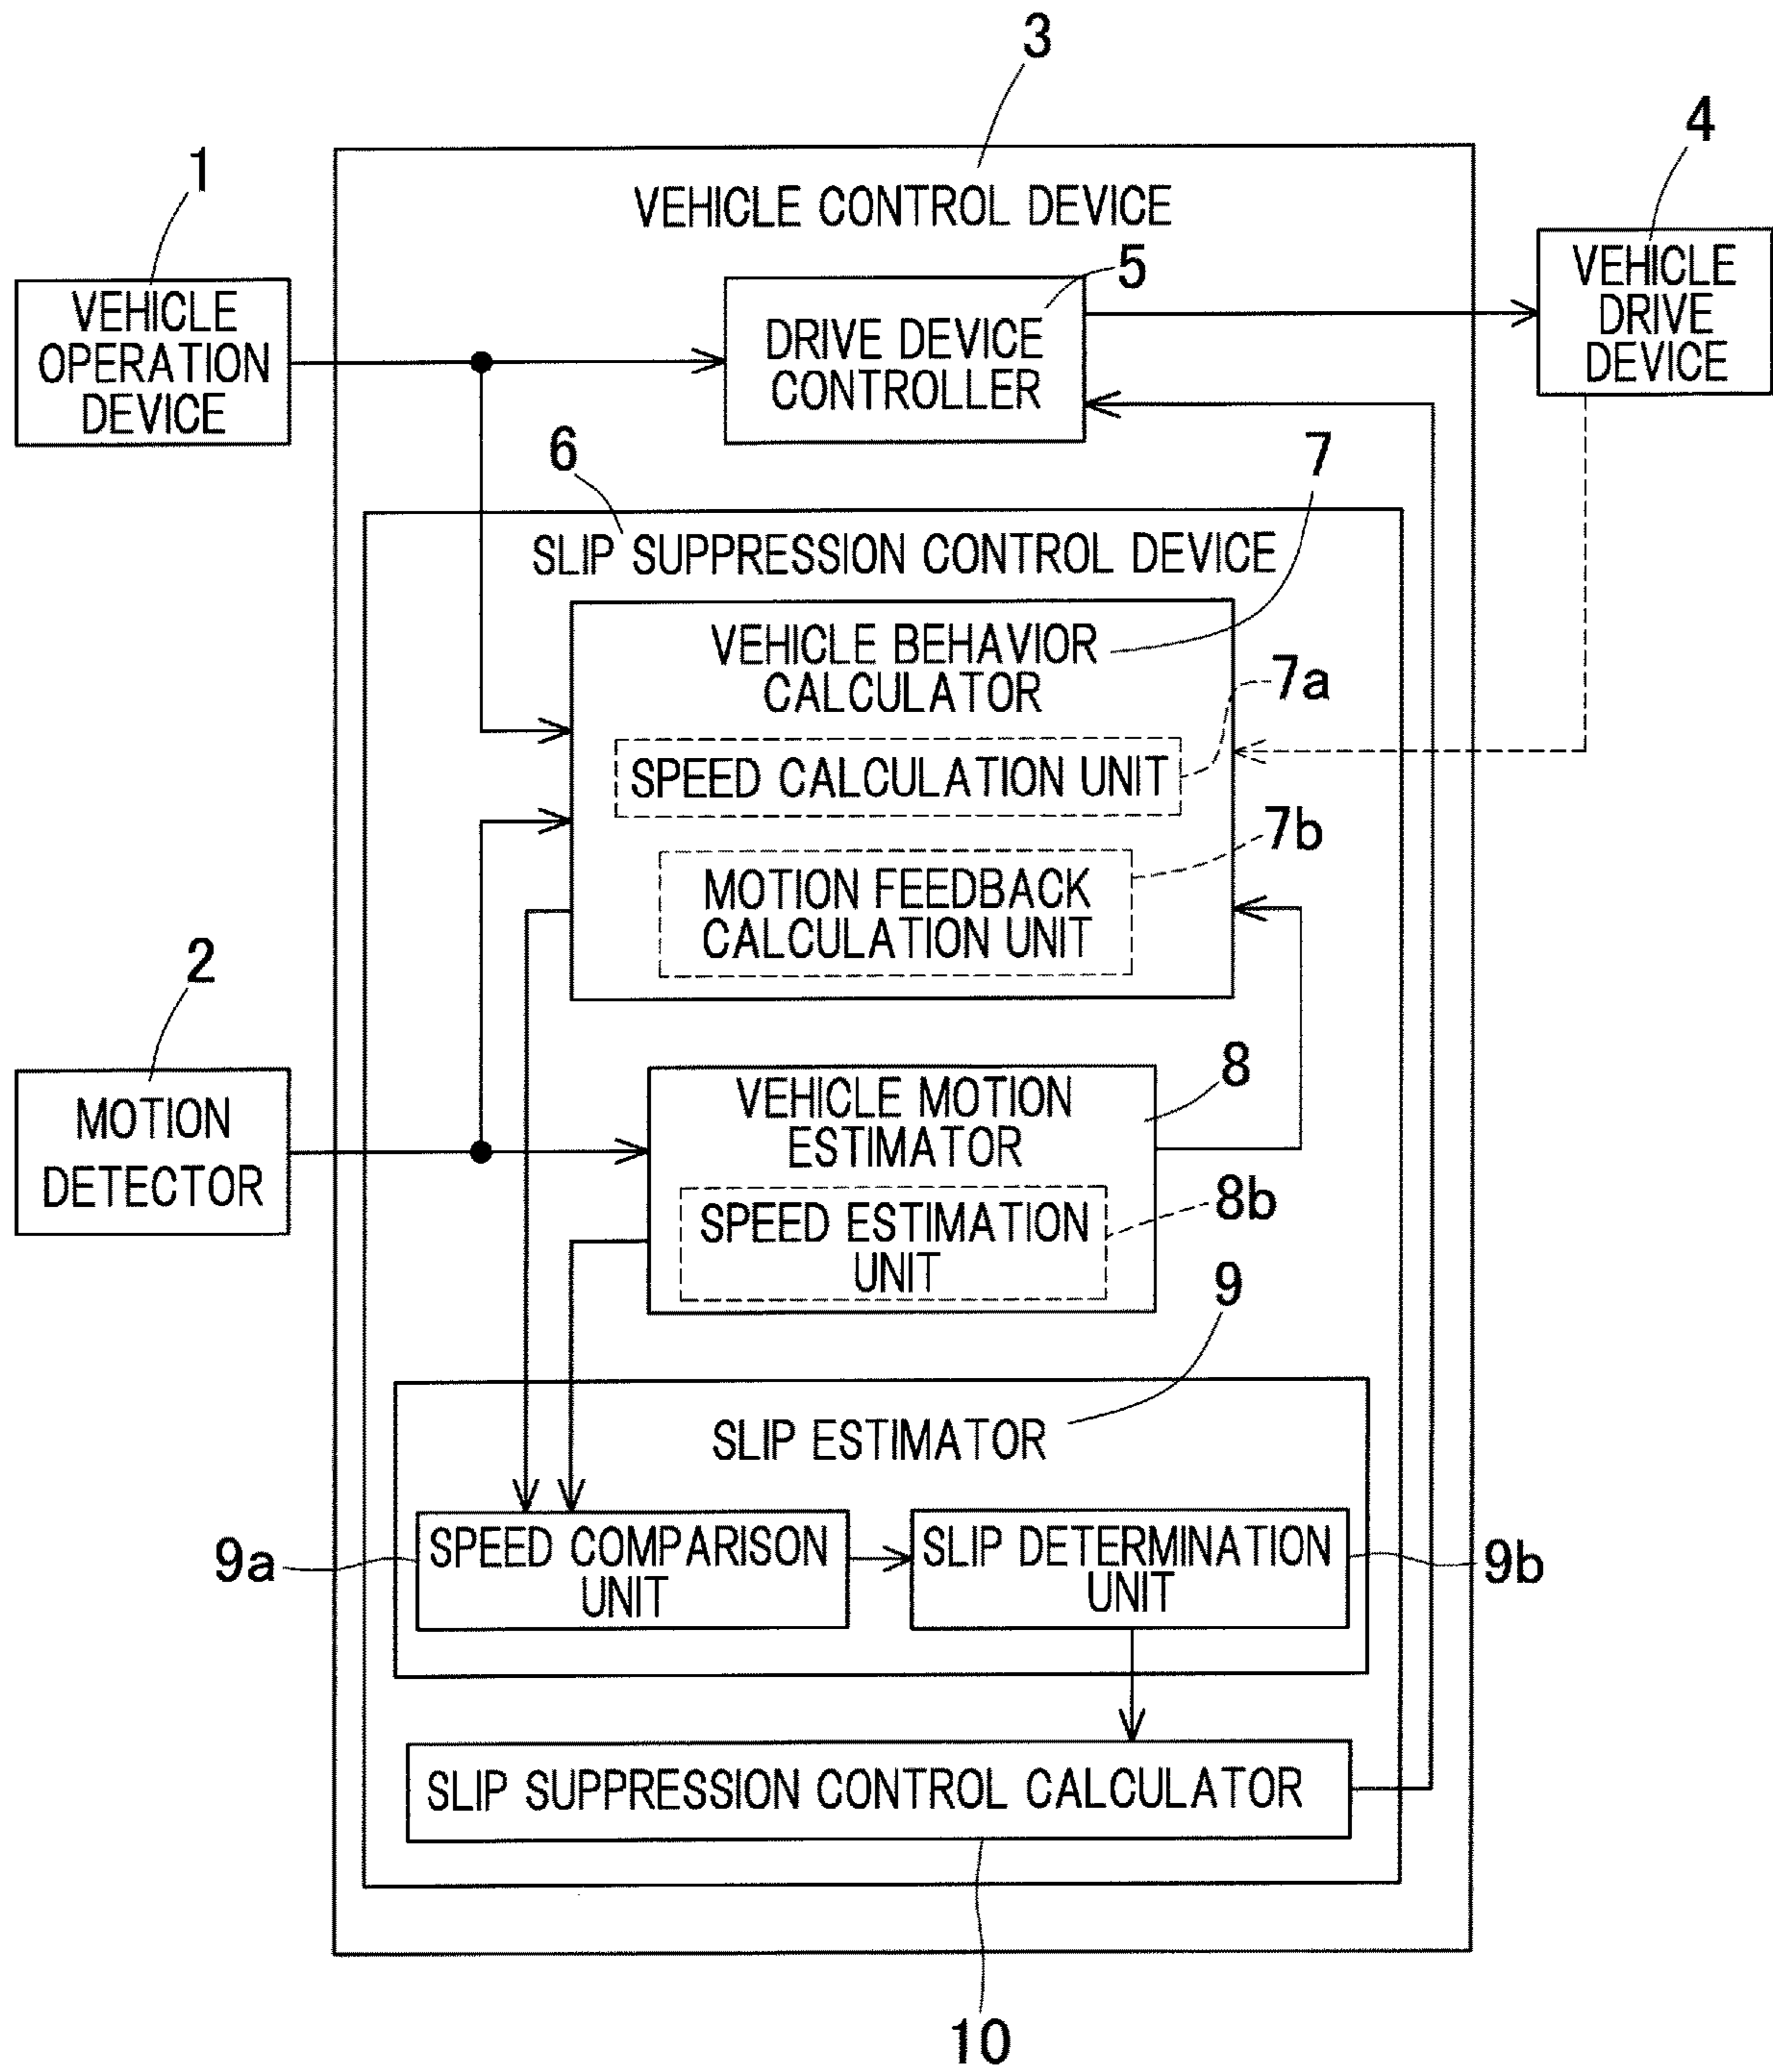 3
4
1
VEHICLE CONTROL DEVICE
5
VEHICLE
DRIVE
DEVICE
VEHICLE
OPERATION
DEVICE
DRIVE DEVICE
CONTROLLER
6
7
SLIP SUPPRESSION CONTROL DEVICE
VEHICLE BEHAVIOR
CALCULATOR
7a
SPEED CALCULATION UNIT
7b
MOTION FEEDBACK
CALCULATION UNIT
2
8
MOTION
DETECTOR
VEHICLE MOTION
ESTIMATOR
8b
SPEED ESTIMATION
UNIT
9
SLIP ESTIMATOR
9a
SPEED COMPARISON
UNIT
SLIP DETERMINATION
UNIT
9b
SLIP SUPPRESSION CONTROL CALCULATOR
10